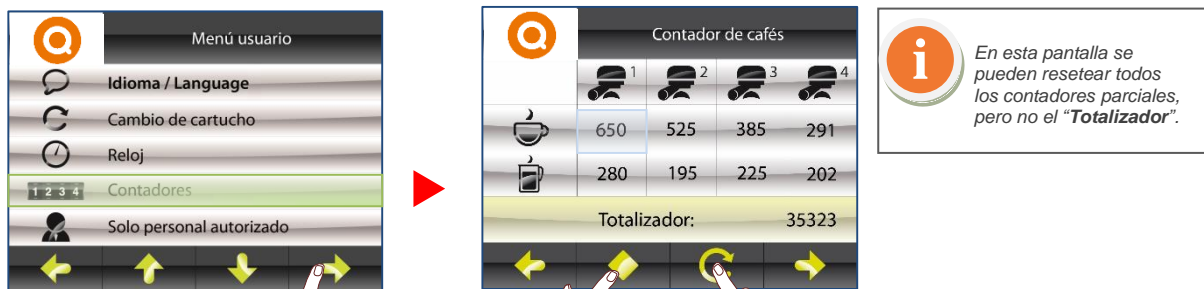 Menú usuario
Idioma / Language
Cambio de cartucho
Reloj
1 2 3 4 Contadores
Solo personal autorizado
Contador de cafés
1 2 3 4
650 525 385 291
280 195 225 202
Totalizador: 35323
i
En esta pantalla se
pueden resetear todos
los contadores parciales,
pero no el “Totalizador”.